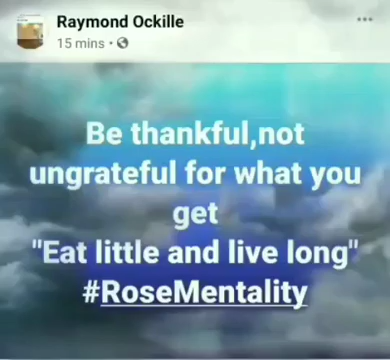 Raymond Ockille
15 mins •
Be thankful,not
ungrateful for what you
get
"Eat little and live long"
#RoseMentality